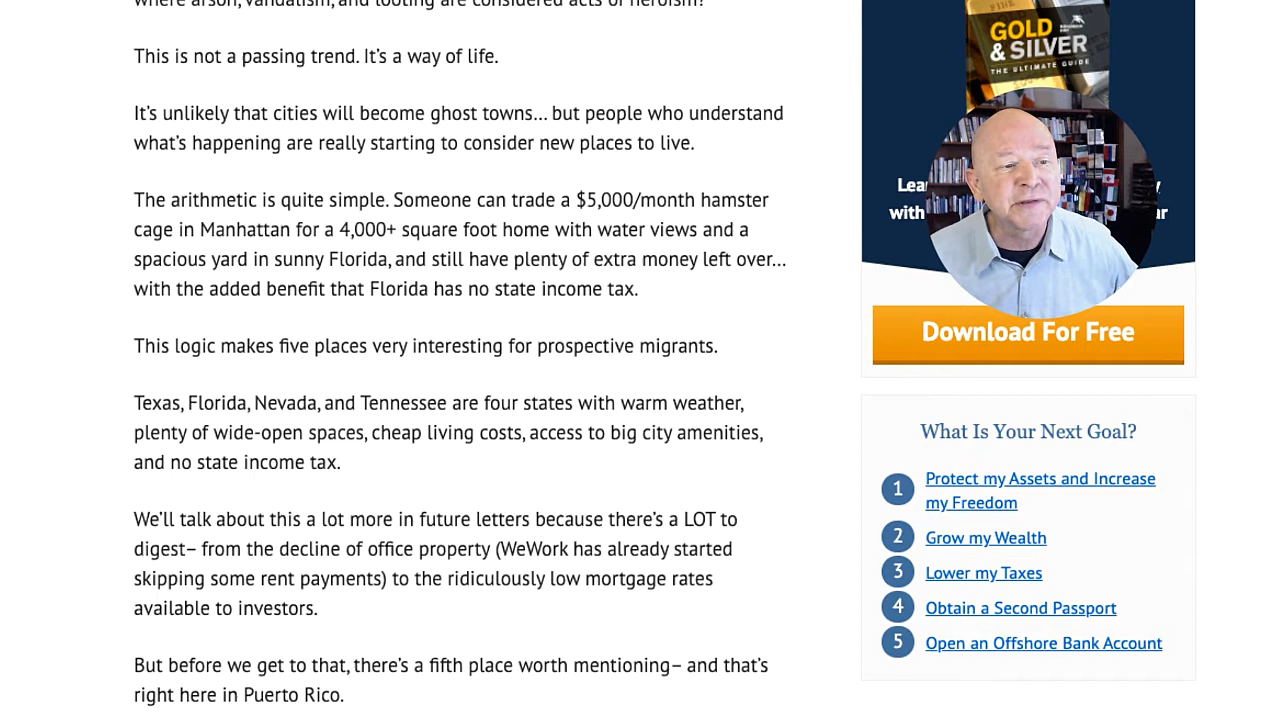 where arson, vandalism, and looting are considered acts of heroism?
This is not a passing trend. It's a way of life.
It's unlikely that cities will become ghost towns... but people who understand
what's happening are really starting to consider new places to live.
The arithmetic is quite simple. Someone can trade a $5,000/month hamster
cage in Manhattan for a 4,000+ square foot home with water views and a
spacious yard in sunny Florida, and still have plenty of extra money left over...
with the added benefit that Florida has no state income tax.
This logic makes five places very interesting for prospective migrants.
Texas, Florida, Nevada, and Tennessee are four states with warm weather,
plenty of wide-open spaces, cheap living costs, access to big city amenities,
and no state income tax.
We'll talk about this a lot more in future letters because there's a LOT to
digest– from the decline of office property (WeWork has already started
skipping some rent payments) to the ridiculously low mortgage rates
available to investors.
But before we get to that, there's a fifth place worth mentioning– and that's
right here in Puerto Rico.
GOLD
& SILVER
THE ULTIMATE GUIDE
with
Download For Free
What Is Your Next Goal?
1 Protect my Assets and Increase
my Freedom
2 Grow my Wealth
3 Lower my Taxes
4 Obtain a Second Passport
5 Open an Offshore Bank Account